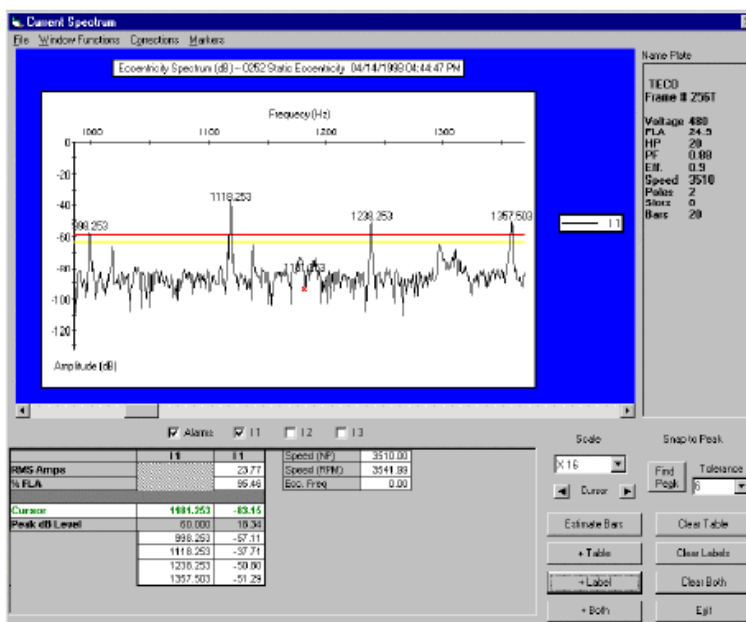 Current Spectrum
File Window Functions Corrections Markers
Eccentricity Spectrum (dB) - 0252 Static Eccentricity 04/14/1998 04:44:47 PM
Frequecy (Hz)
1000 1100 1200 1300
0
-20
-40
-60
-80
-100
-120
998.253
1118.253
1238.253
1357.503
I1
Amplitude (dB)
Name Plate
TECO
Frame # 256T
Voltage 480
FLA 24.9
HP 20
PF 0.88
Eff. 0.9
Speed 3510
Poles 2
Slots 0
Bars 20
Alarms I1 I2 I3
I1 I1
RMS Amps 23.77
% FLA 95.46
Cursor 1181.253 -93.15
Peak dB Level 60.000 16.34
998.253 -57.11
1118.253 -37.71
1238.253 -50.80
1357.503 -51.29
Speed (NP) 3510.00
Speed (RPM) 3541.99
Ecc. Freq 0.00
Scale
X 16
Cursor
Snap to Peak
Find Peak
Tolerance
6
Estimate Bars
Clear Table
+ Table
Clear Labels
+ Label
Clear Both
+ Both
Exit